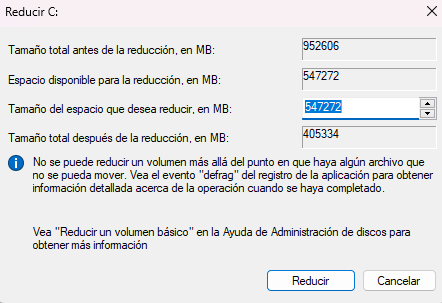 Reducir C:
Tamaño total antes de la reducción, en MB:
952606
Espacio disponible para la reducción, en MB:
547272
Tamaño del espacio que desea reducir, en MB:
547272
Tamaño total después de la reducción, en MB:
405334
No se puede reducir un volumen más allá del punto en que haya algún archivo que
no se pueda mover. Vea el evento "defrag" del registro de la aplicación para obtener
información detallada acerca de la operación cuando se haya completado.
Vea "Reducir un volumen básico" en la Ayuda de Administración de discos para
obtener más información
Reducir
Cancelar